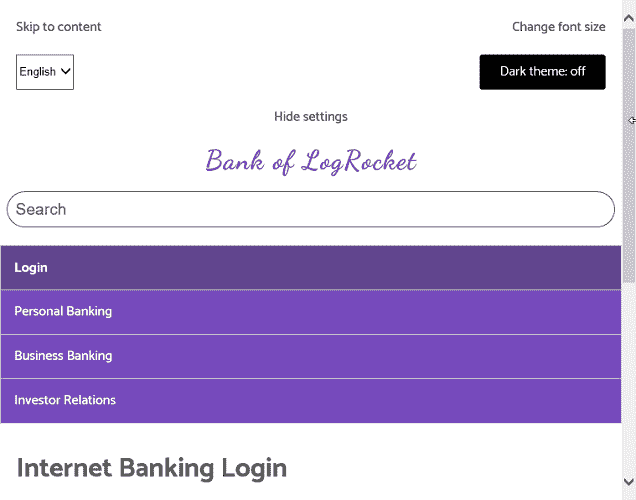 Skip to content
Change font size
English
Dark theme: off
Hide settings
Bank of LogRocket
Search
Login
Personal Banking
Business Banking
Investor Relations
Internet Banking Login